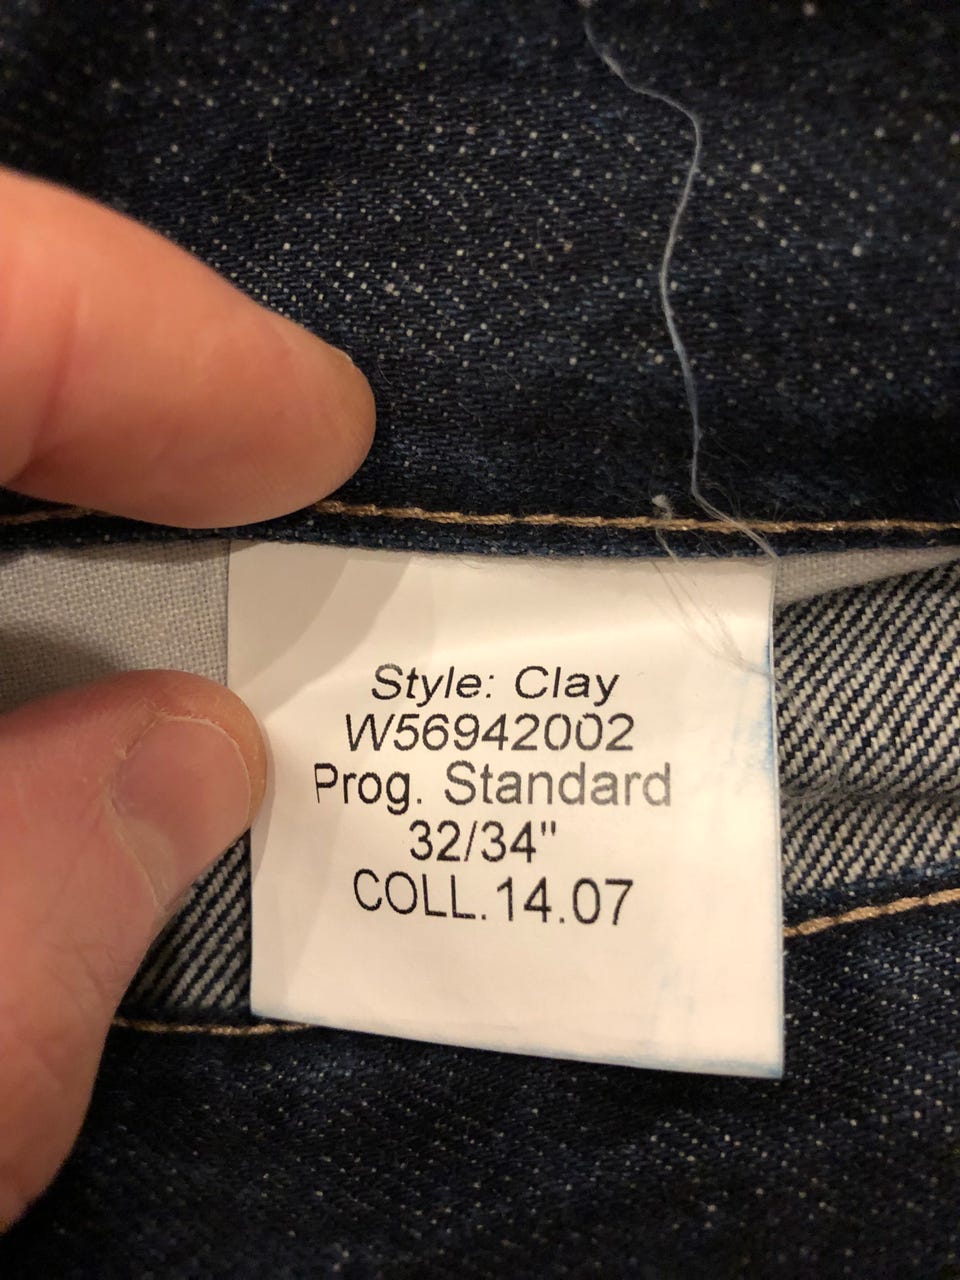 Style: Clay
W56942002
Prog. Standard
32/34"
COLL.14.07